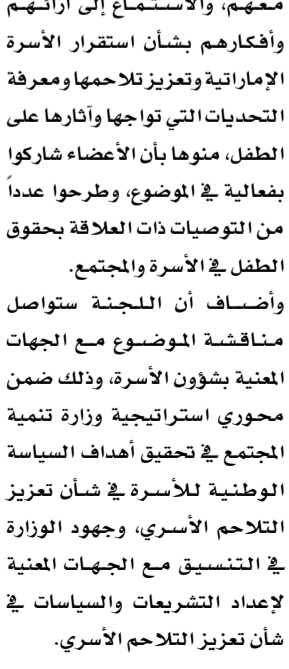 معهم، والاستماع إلى آرائهم
وأفكارهم بشأن استقرار الأسرة
الإماراتية وتعزيز تلاحمها ومعرفة
التحديات التي تواجها وآثارها على
الطفل، منوها بأن الأعضاء شاركوا
بفعالية في الموضوع، وطرحوا عدداً
من التوصيات ذات العلاقة بحقوق
الطفل في الأسرة والمجتمع.
وأضاف أن اللجنة ستواصل
مناقشة الموضوع مع الجهات
المعنية بشؤون الأسرة، وذلك ضمن
محوري استراتيجية وزارة تنمية
المجتمع في تحقيق أهداف السياسة
الوطنية للأسرة في شأن تعزيز
التلاحم الأسري، وجهود الوزارة
في التنسيق مع الجهات المعنية
لإعداد التشريعات والسياسات في
شأن تعزيز التلاحم الأسري.